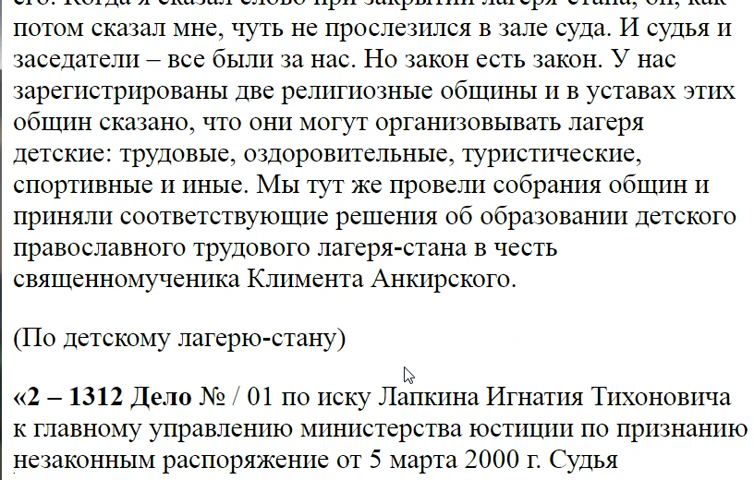 его. Когда я сказал слово при закрытии лагеря-стана, он, как
потом сказал мне, чуть не прослезился в зале суда. И судья и
заседатели – все были за нас. Но закон есть закон. У нас
зарегистрированы две религиозные общины и в уставах этих
общин сказано, что они могут организовывать лагеря
детские: трудовые, оздоровительные, туристические,
спортивные и иные. Мы тут же провели собрания общин и
приняли соответствующие решения об образовании детского
православного трудового лагеря-стана в честь
священномученика Климента Анкирского.
(По детскому лагерю-стану)
«2 – 1312 Дело № / 01 по иску Лапкина Игнатия Тихоновича
к главному управлению министерства юстиции по признанию
незаконным распоряжение от 5 марта 2000 г. Судья